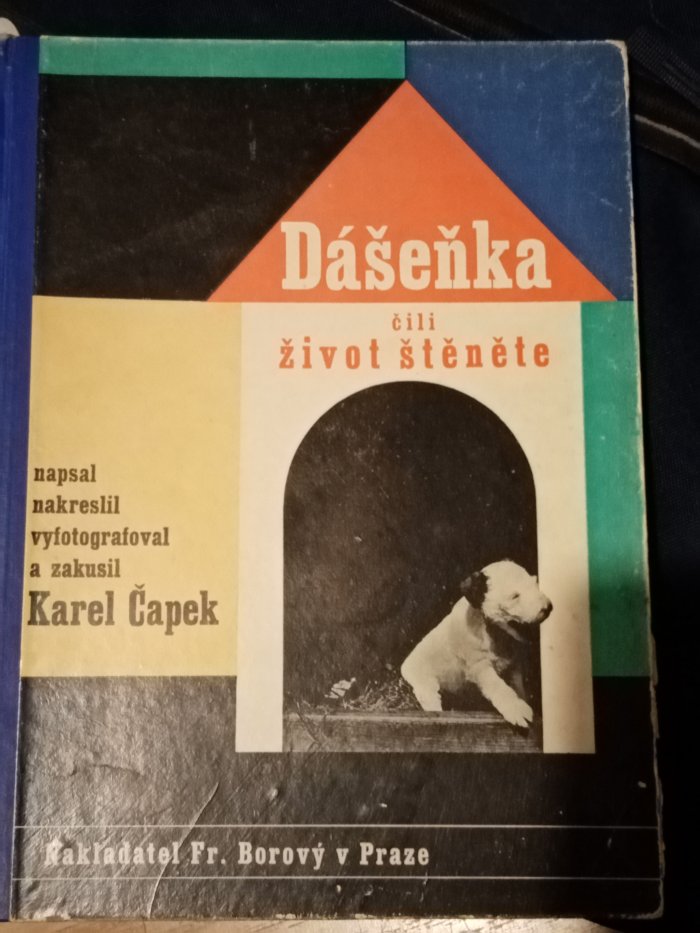 Dášeňka
čili
život štěněte
napsal
nakreslil
vyfotografoval
a zakusil
Karel Čapek
Nakladatel Fr. Borový v Praze